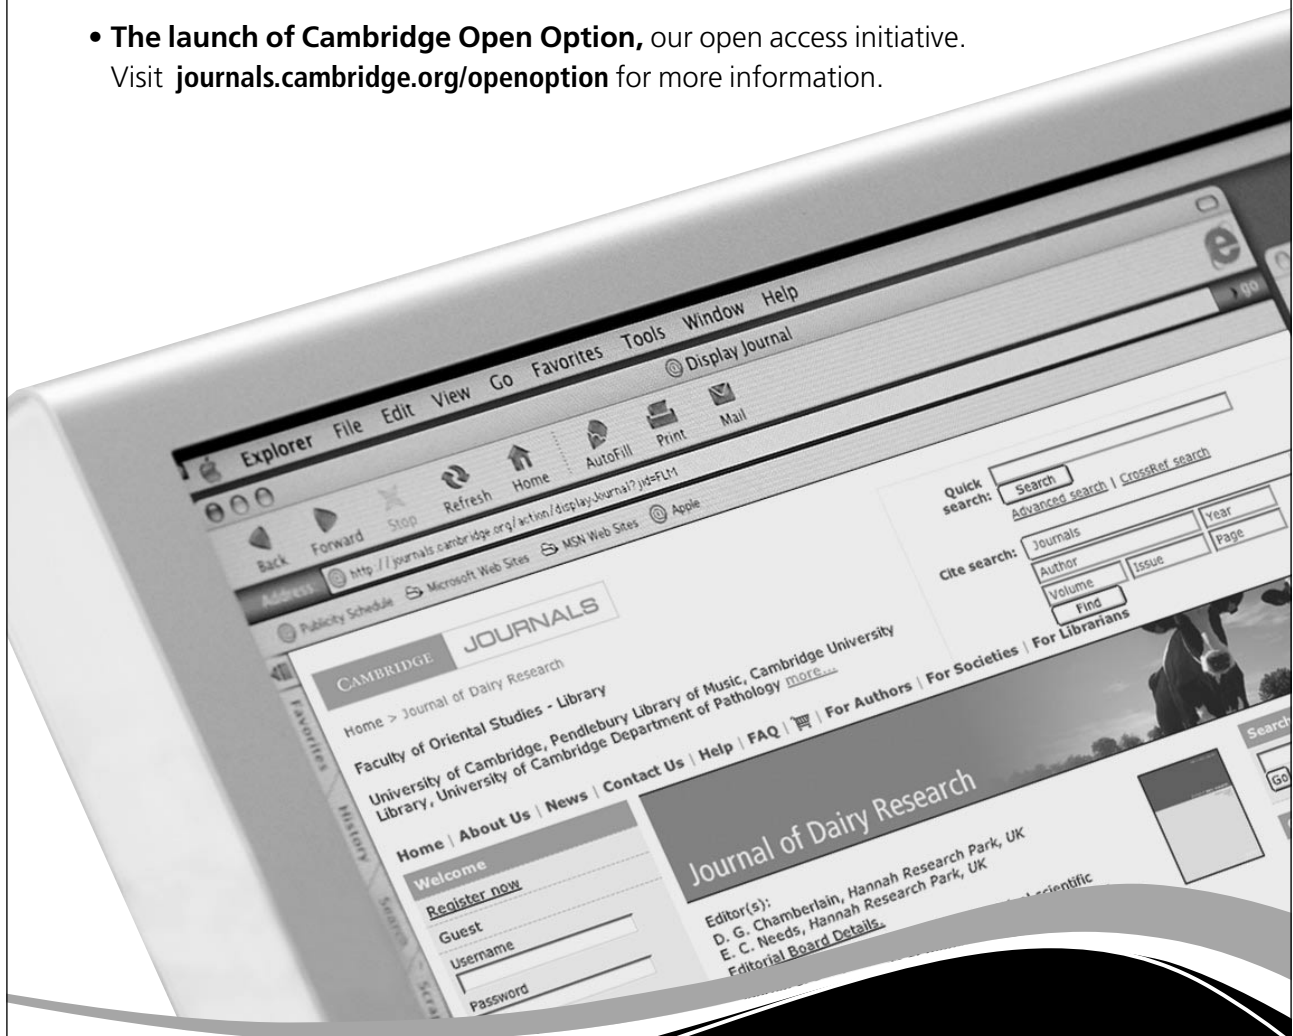 • The launch of Cambridge Open Option, our open access initiative.
Visit journals.cambridge.org/openoption for more information.
Explorer File Edit View Go Favorites Tools Window Help
@ Display Journal
Back Forward Stop Refresh Home AutoFill Print Mail
Address @ http://journals.cambridge.org/action/displayJournal?jid=FLM
go
@ Publicity Schedule Microsoft Web Sites MSN Web Sites @ Apple
Favorites
History
Search
CAMBRIDGE JOURNALS
Quick
search:
Search
Advanced search | CrossRef search
Cite search:
Journals
Author Year
Volume Issue Page
Find
Home > Journal of Dairy Research
Faculty of Oriental Studies - Library
University of Cambridge, Pendlebury Library of Music, Cambridge University
Library, University of Cambridge Department of Pathology more...
Home | About Us | News | Contact Us | Help | FAQ | | For Authors | For Societies | For Librarians
Welcome
Register now
Guest
Username
Password
Journal of Dairy Research
Editor(s):
D. G. Chamberlain, Hannah Research Park, UK
E. C. Needs, Hannah Research Park, UK
Editorial Board Details.
scientific
Search
Go